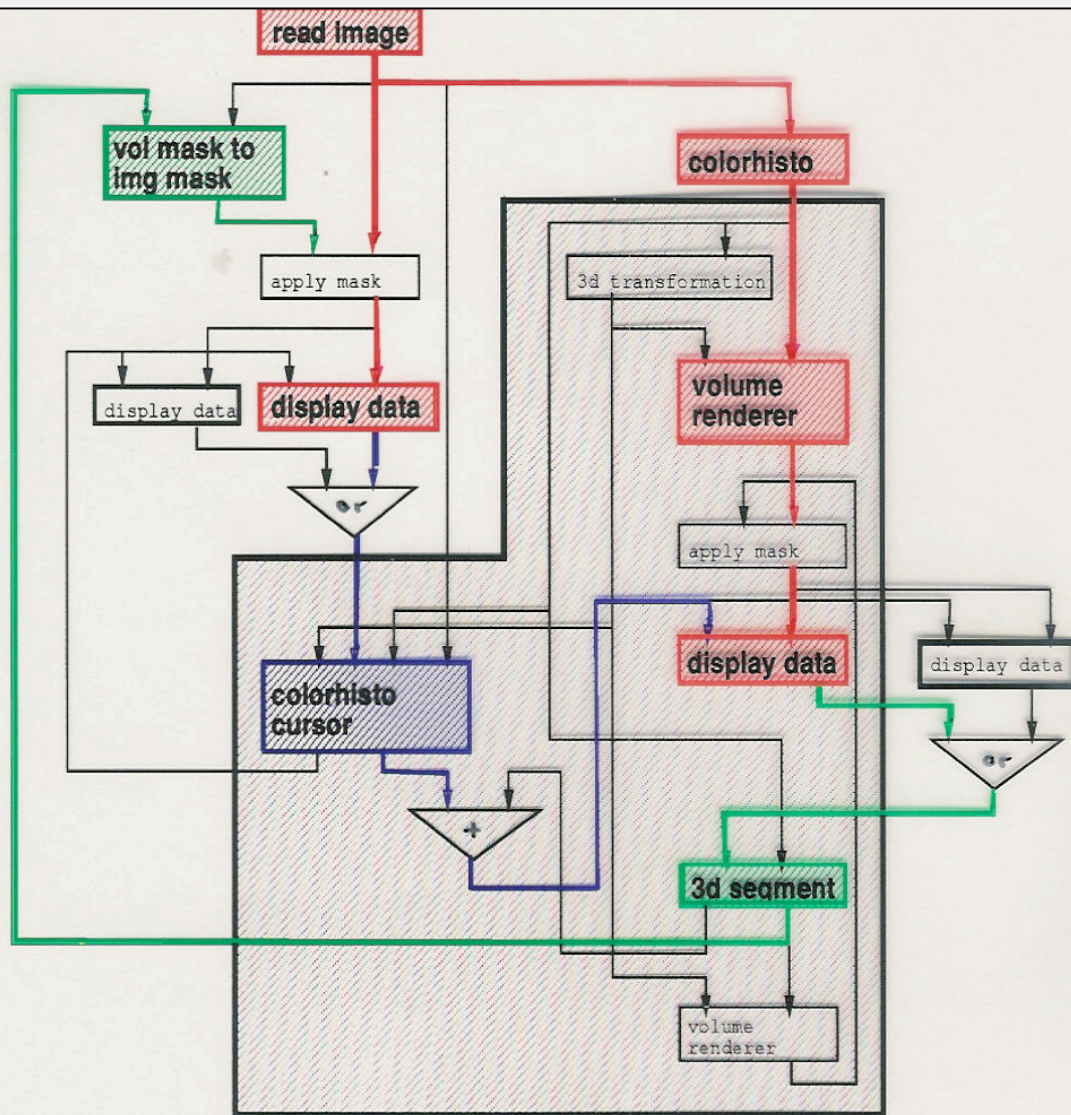 read image
vol mask to
img mask
colorhisto
apply mask
3d transformation
display data
display data
volume
renderer
or
apply mask
colorhisto
cursor
display data
display data
or
+
3d segment
volume
renderer